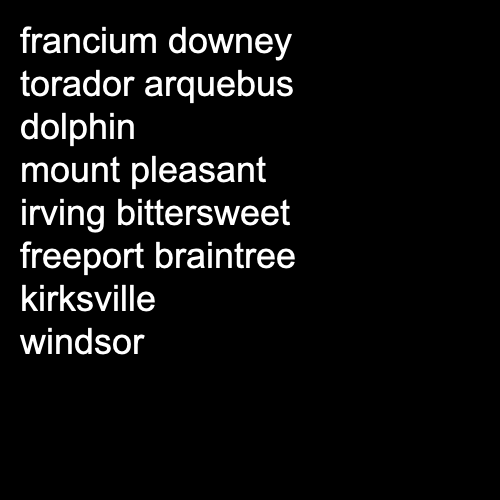 francium downey
torador arquebus
dolphin
mount pleasant
irving bittersweet
freeport braintree
kirksville
windsor